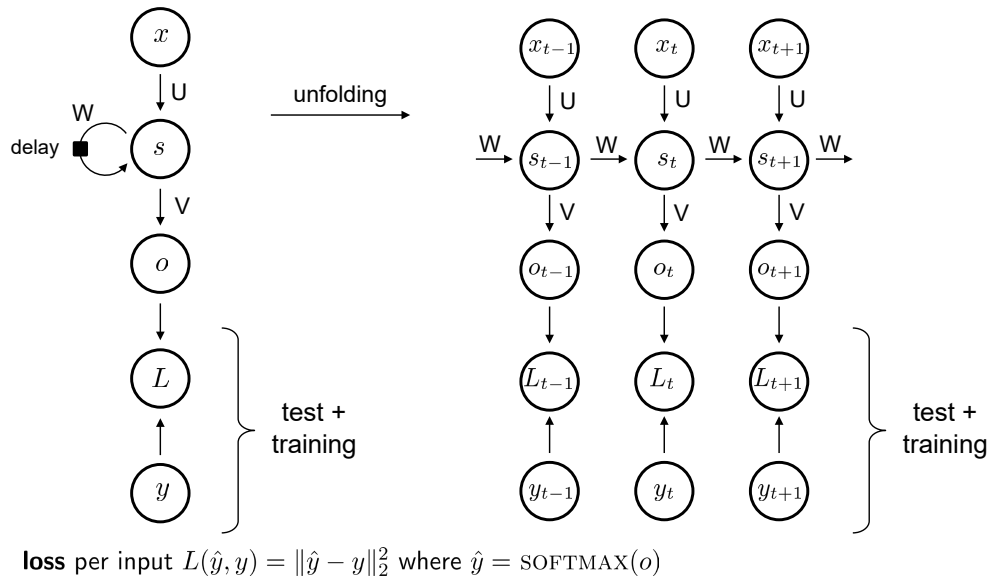 x
U
W
delay
s
V
o
L
test +
training
y
unfolding
x_{t-1} x_t x_{t+1}
U U U
W s_{t-1} W s_t W s_{t+1} W
V V V
o_{t-1} o_t o_{t+1}
L_{t-1} L_t L_{t+1}
test +
training
y_{t-1} y_t y_{t+1}
loss per input L(ŷ, y) = ‖ŷ − y‖₂² where ŷ = SOFTMAX(o)